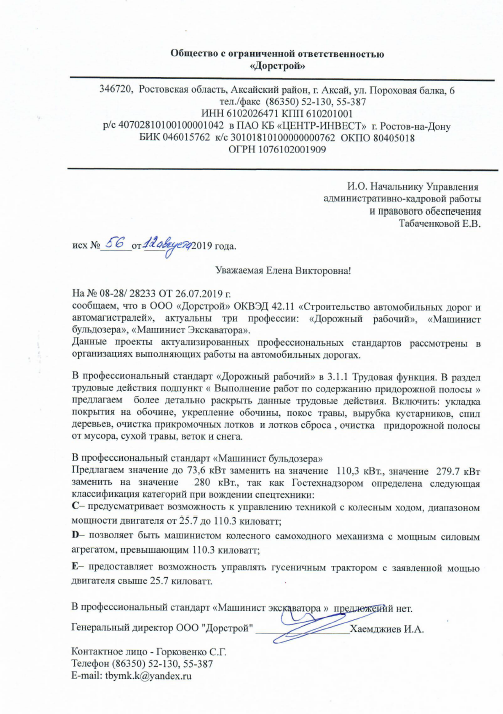 Общество с ограниченной ответственностью
«Дорстрой»
346720, Ростовская область, Аксайский район, г. Аксай, ул. Пороховая балка, 6
тел./факс (86350) 52-130, 55-387
ИНН 6102026471 КПП 610201001
р/с 40702810100100001042 в ПАО КБ «ЦЕНТР-ИНВЕСТ» г. Ростов-на-Дону
БИК 046015762 к/с 30101810100000000762 ОКПО 80405018
ОГРН 1076102001909
И.О. Начальнику Управления
административно-кадровой работы
и правового обеспечения
Табаченковой Е.В.
исх № 56 от 12 августа 2019 года.
Уважаемая Елена Викторовна!
На № 08-28/ 28233 ОТ 26.07.2019 г.
сообщаем, что в ООО «Дорстрой» ОКВЭД 42.11 «Строительство автомобильных дорог и
автомагистралей», актуальны три профессии: «Дорожный рабочий», «Машинист
бульдозера», «Машинист Экскаватора».
Данные проекты актуализированных профессиональных стандартов рассмотрены в
организациях выполняющих работы на автомобильных дорогах.
В профессиональный стандарт «Дорожный рабочий» в 3.1.1 Трудовая функция. В раздел
трудовые действия подпункт « Выполнение работ по содержанию придорожной полосы »
предлагаем более детально раскрыть данные трудовые действия. Включить: укладка
покрытия на обочине, укрепление обочины, покос травы, вырубка кустарников, спил
деревьев, очистка прикромочных лотков и лотков сброса , очистка придорожной полосы
от мусора, сухой травы, веток и снега.
В профессиональный стандарт «Машинист бульдозера»
Предлагаем значение до 73,6 кВт заменить на значение 110,3 кВт., значение 279.7 кВт
заменить на значение 280 кВт., так как Гостехнадзором определена следующая
классификация категорий при вождении спецтехники:
С– предусматривает возможность к управлению техникой с колесным ходом, диапазоном
мощности двигателя от 25.7 до 110.3 киловатт;
D– позволяет быть машинистом колесного самоходного механизма с мощным силовым
агрегатом, превышающим 110.3 киловатт;
Е– предоставляет возможность управлять гусеничным трактором с заявленной мощью
двигателя свыше 25.7 киловатт.
В профессиональный стандарт «Машинист экскаватора » предложений нет.
Генеральный директор ООО "Дорстрой" Хаемджиев И.А.
Контактное лицо - Горковенко С.Г.
Телефон (86350) 52-130, 55-387
E-mail: tbymk.k@yandex.ru